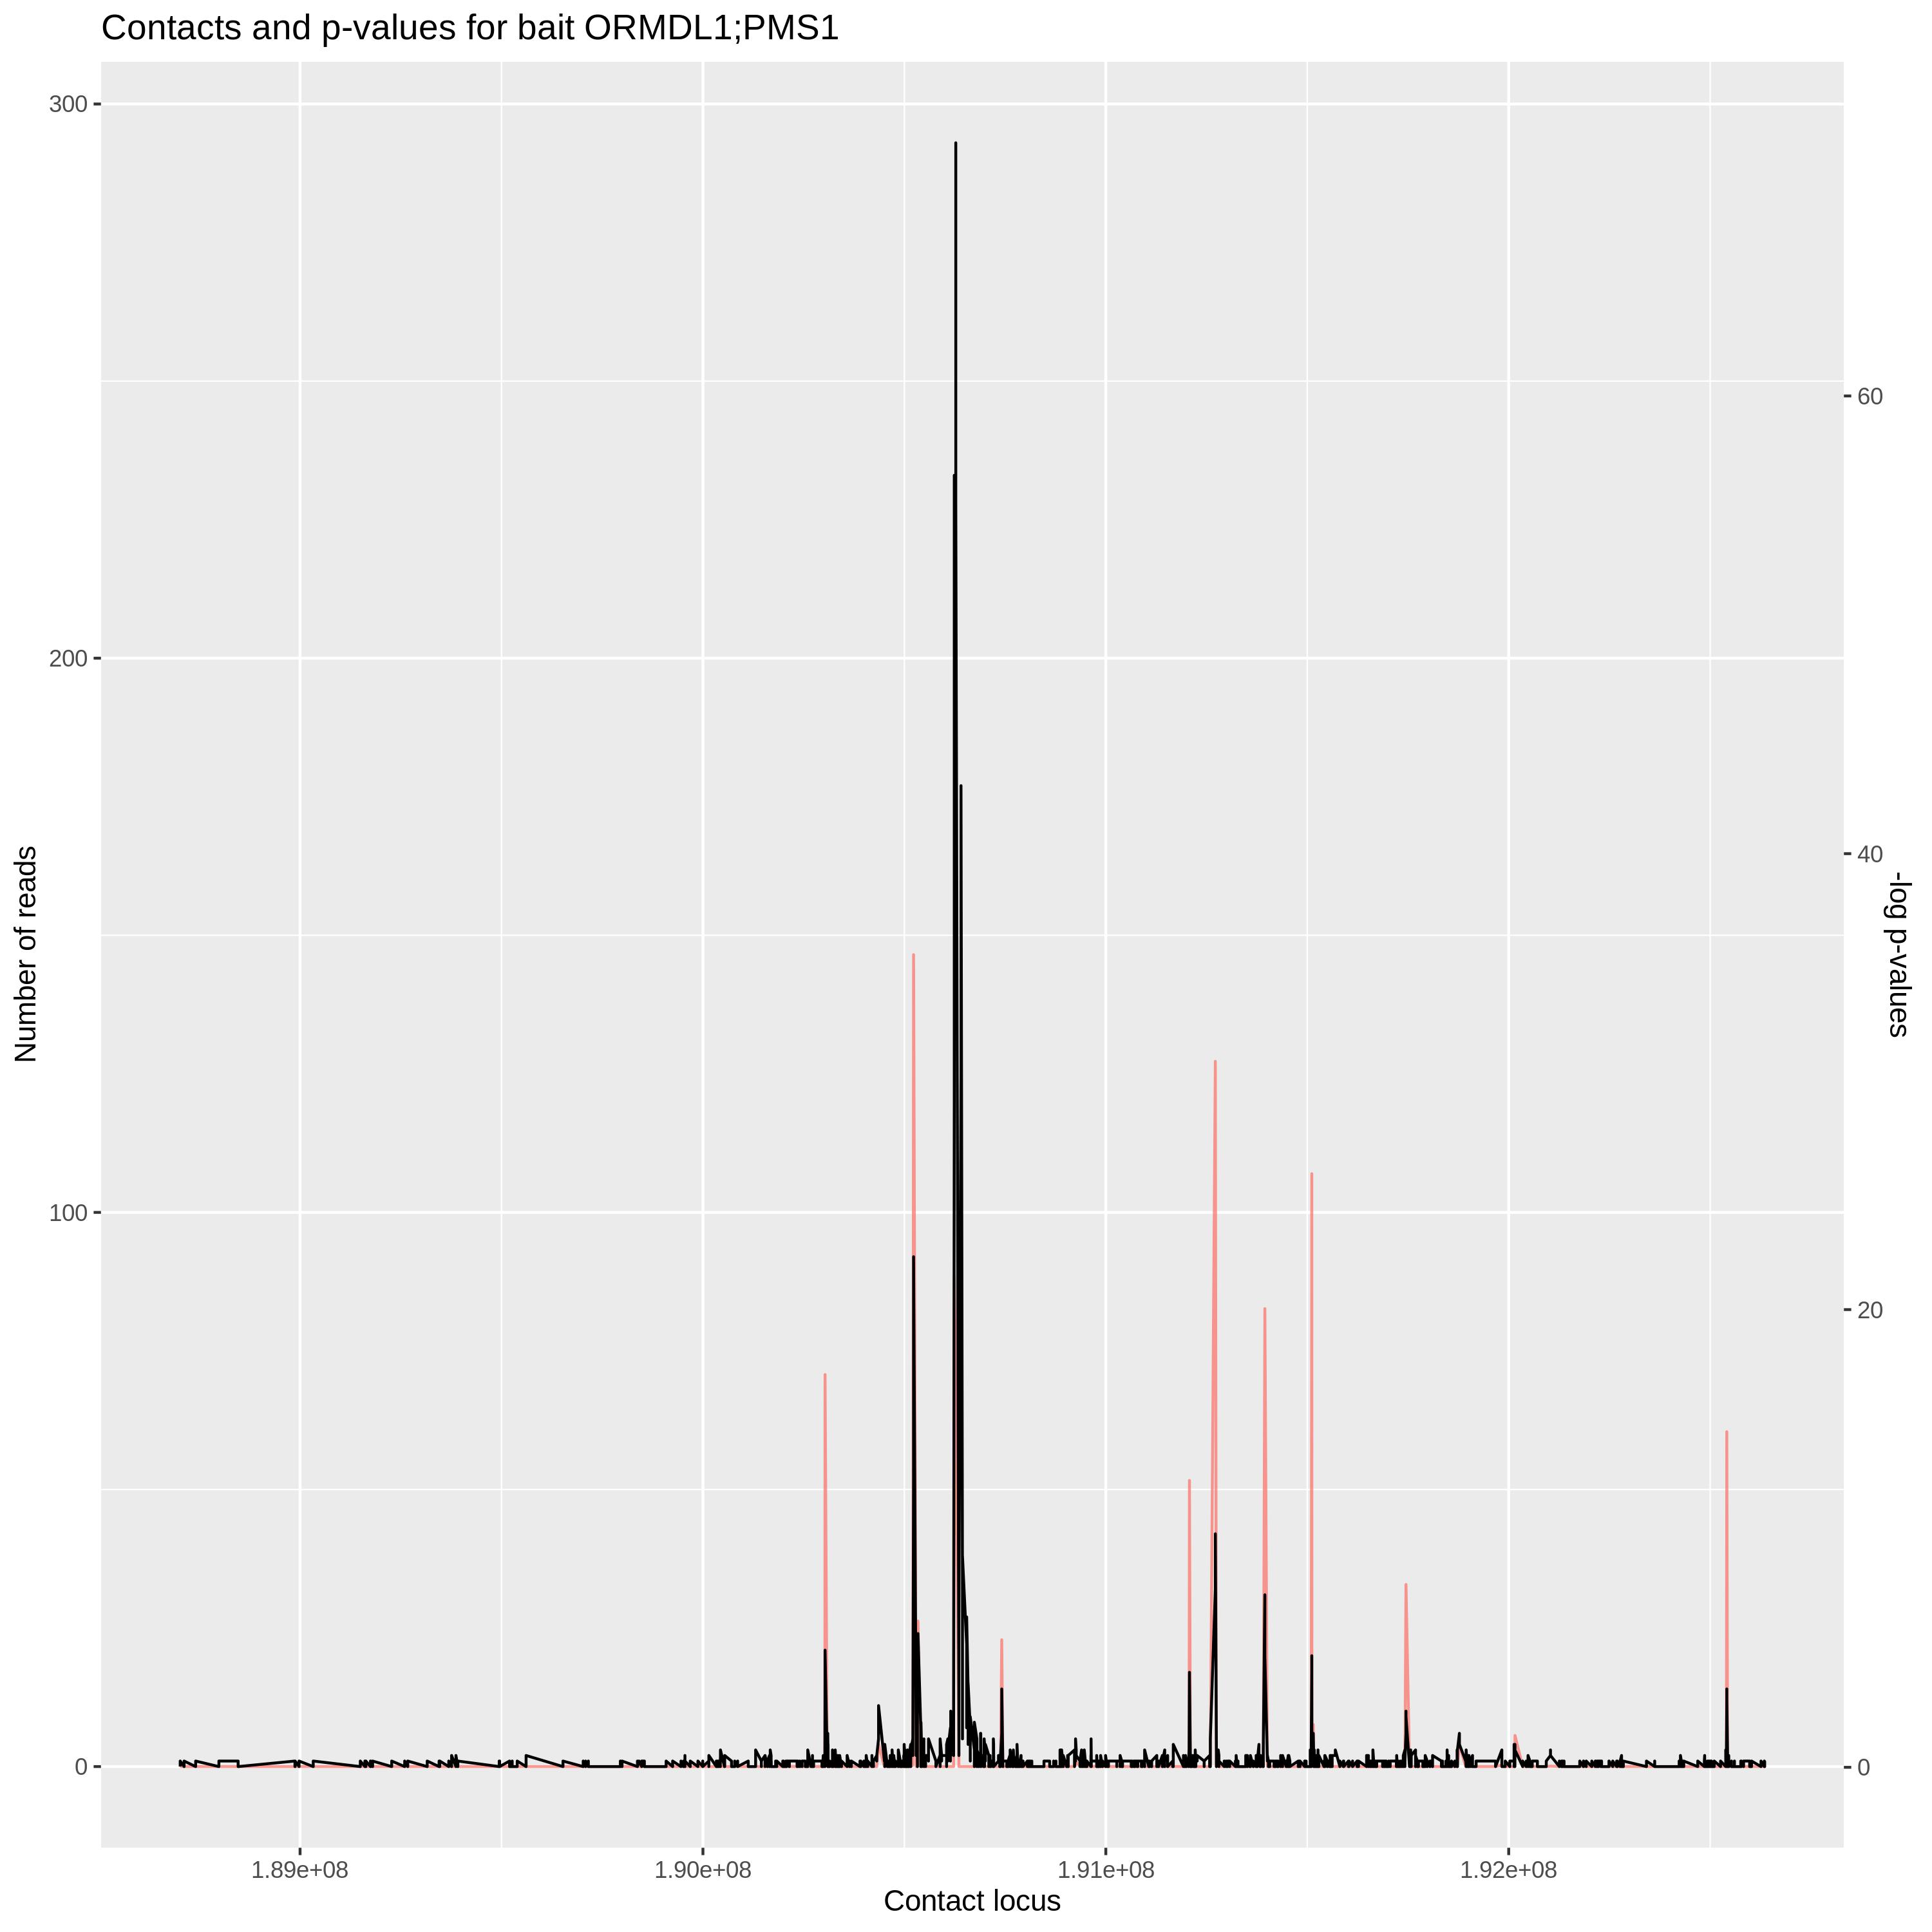 Contacts and p-values for bait ORMDL1;PMS1
300
200
100
0
Number of reads
60
40
20
0
-log p-values
1.89e+08
1.90e+08
1.91e+08
1.92e+08
Contact locus